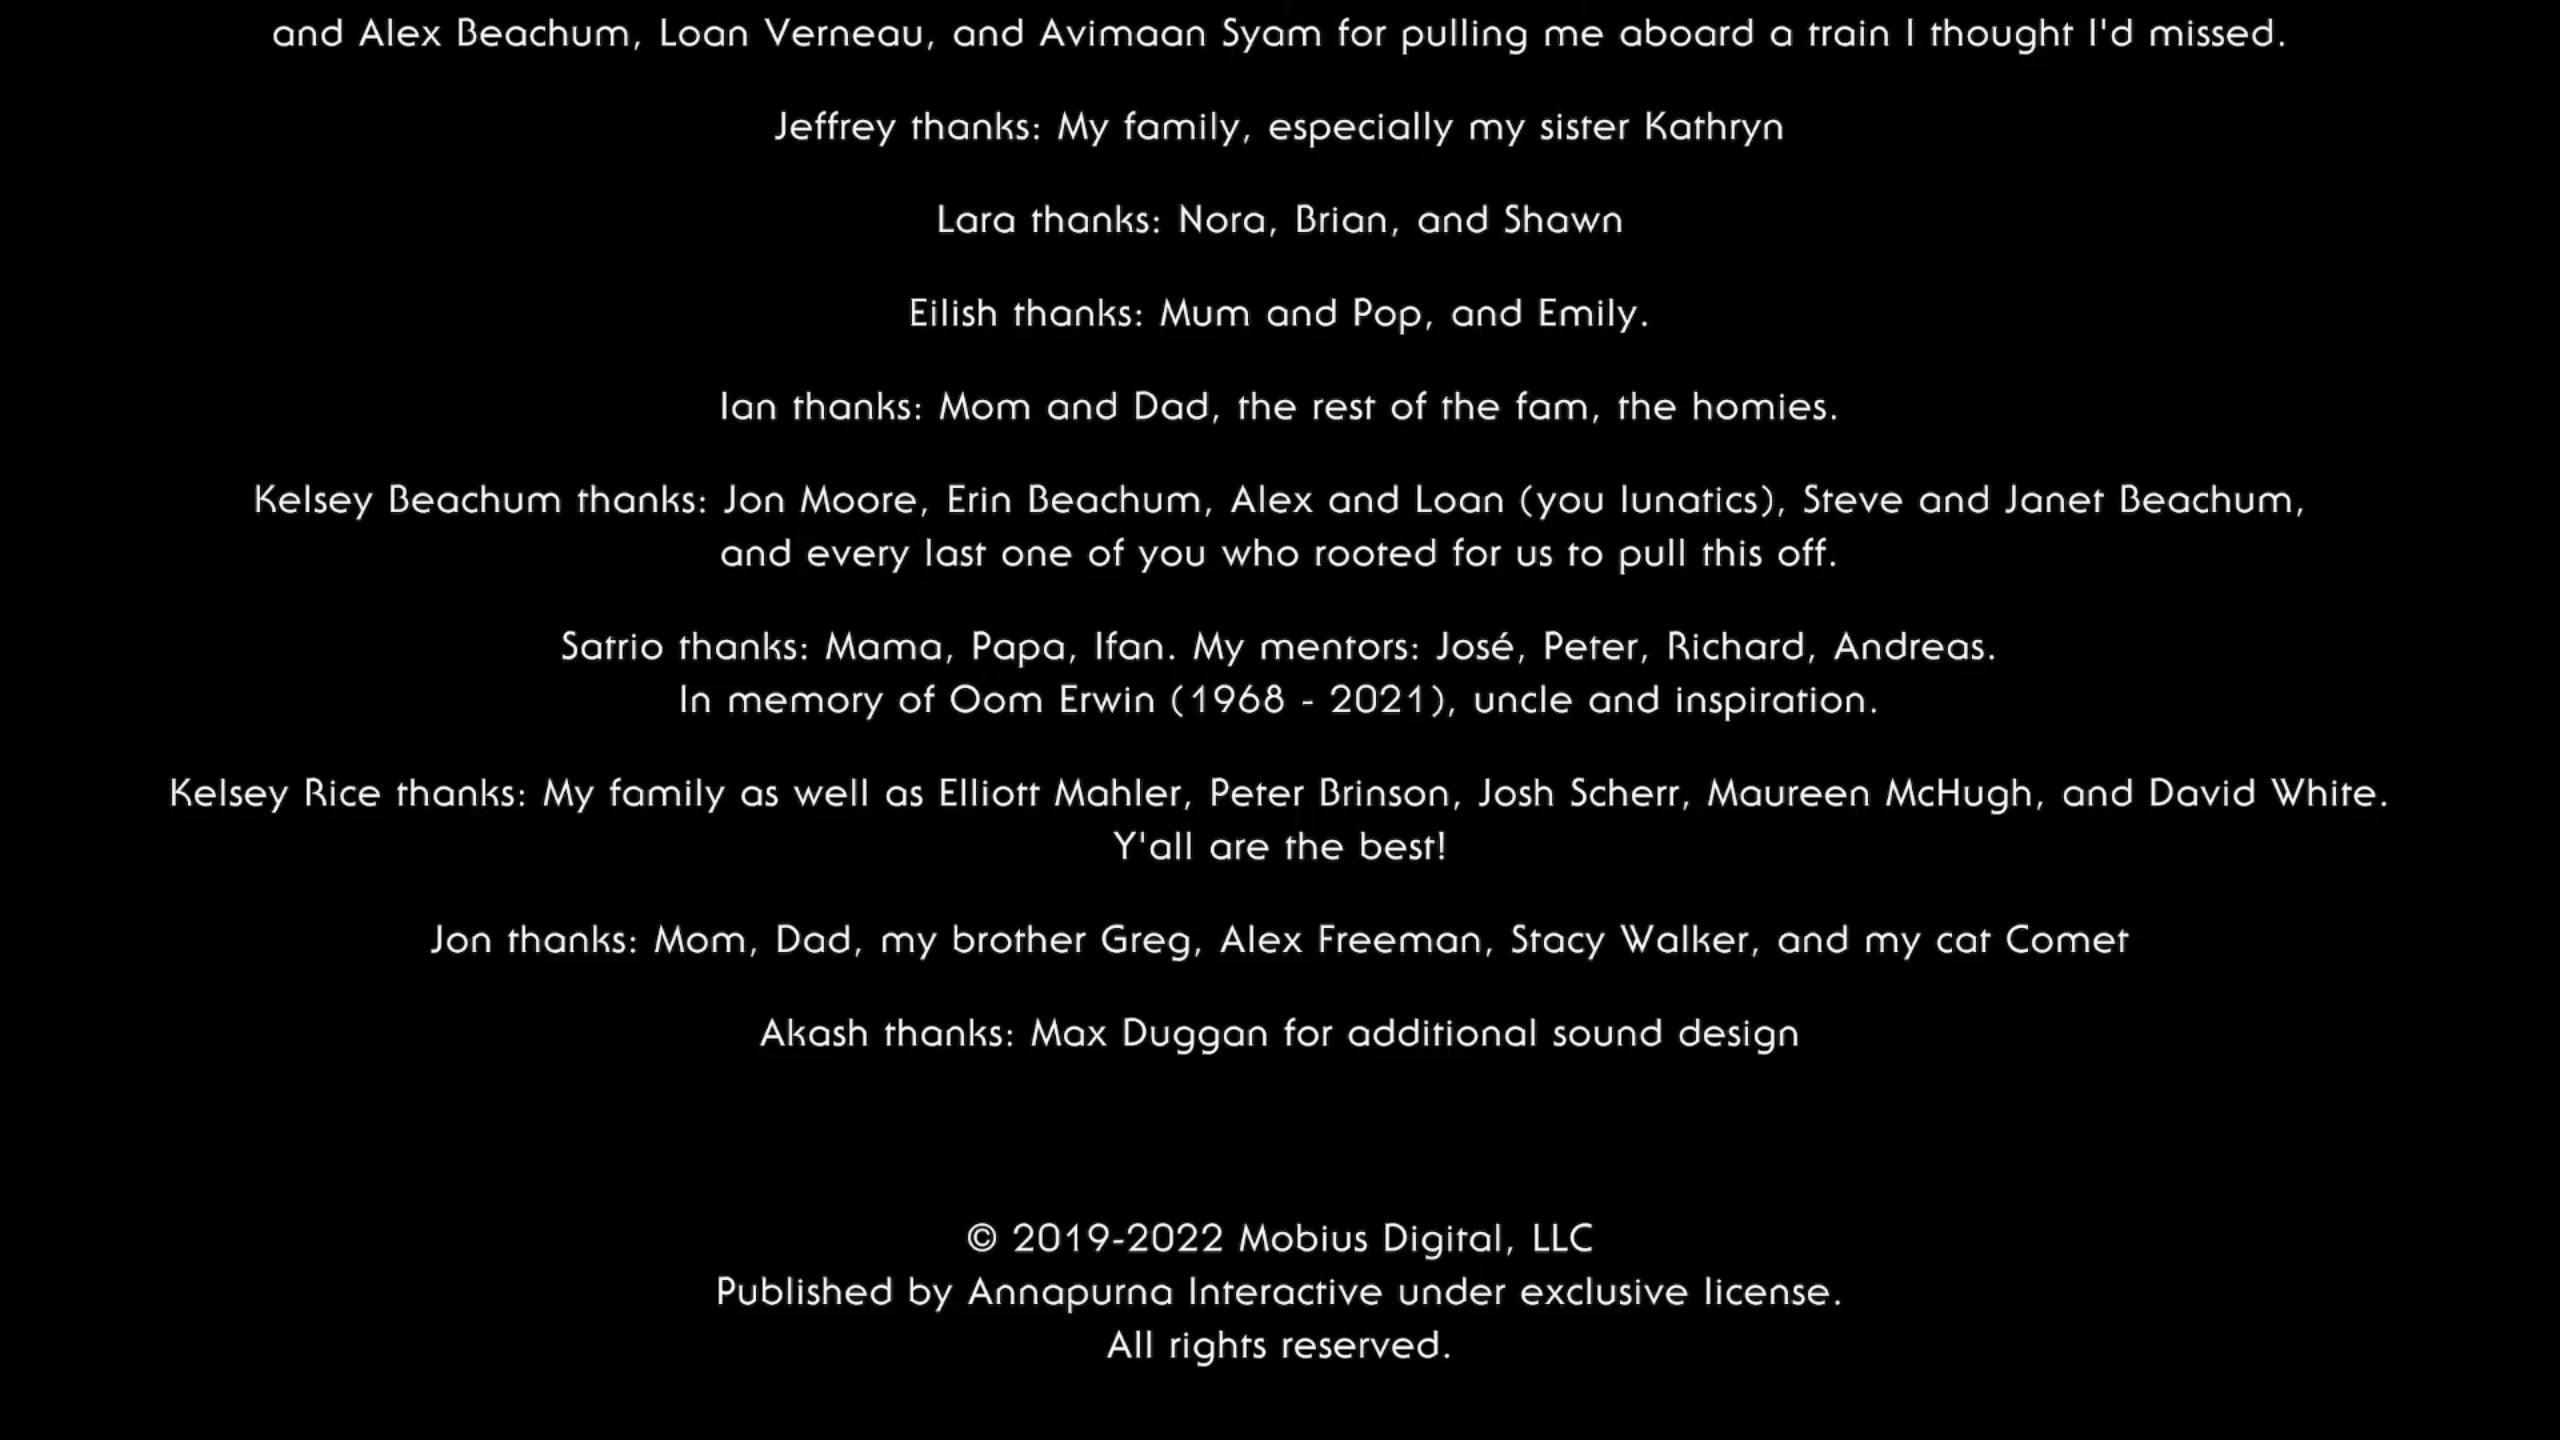 and Alex Beachum, Loan Verneau, and Avimaan Syam for pulling me aboard a train I thought I'd missed.
Jeffrey thanks: My family, especially my sister Kathryn
Lara thanks: Nora, Brian, and Shawn
Eilish thanks: Mum and Pop, and Emily.
Ian thanks: Mom and Dad, the rest of the fam, the homies.
Kelsey Beachum thanks: Jon Moore, Erin Beachum, Alex and Loan (you lunatics), Steve and Janet Beachum,
and every last one of you who rooted for us to pull this off.
Satrio thanks: Mama, Papa, Ifan. My mentors: José, Peter, Richard, Andreas.
In memory of Oom Erwin (1968 - 2021), uncle and inspiration.
Kelsey Rice thanks: My family as well as Elliott Mahler, Peter Brinson, Josh Scherr, Maureen McHugh, and David White.
Y'all are the best!
Jon thanks: Mom, Dad, my brother Greg, Alex Freeman, Stacy Walker, and my cat Comet
Akash thanks: Max Duggan for additional sound design
© 2019-2022 Mobius Digital, LLC
Published by Annapurna Interactive under exclusive license.
All rights reserved.